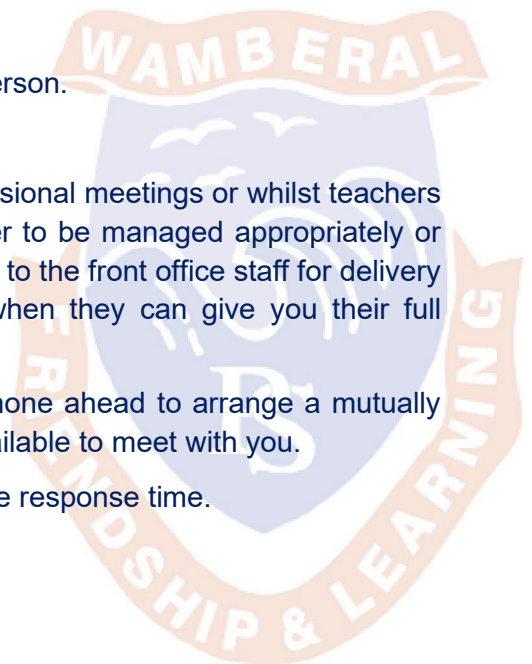 WAMBERAL
erson.
sional meetings or whilst teachers
er to be managed appropriately or
to the front office staff for delivery
when they can give you their full
hone ahead to arrange a mutually
ailable to meet with you.
e response time.
PS
FRIENDSHIP & LEARNING